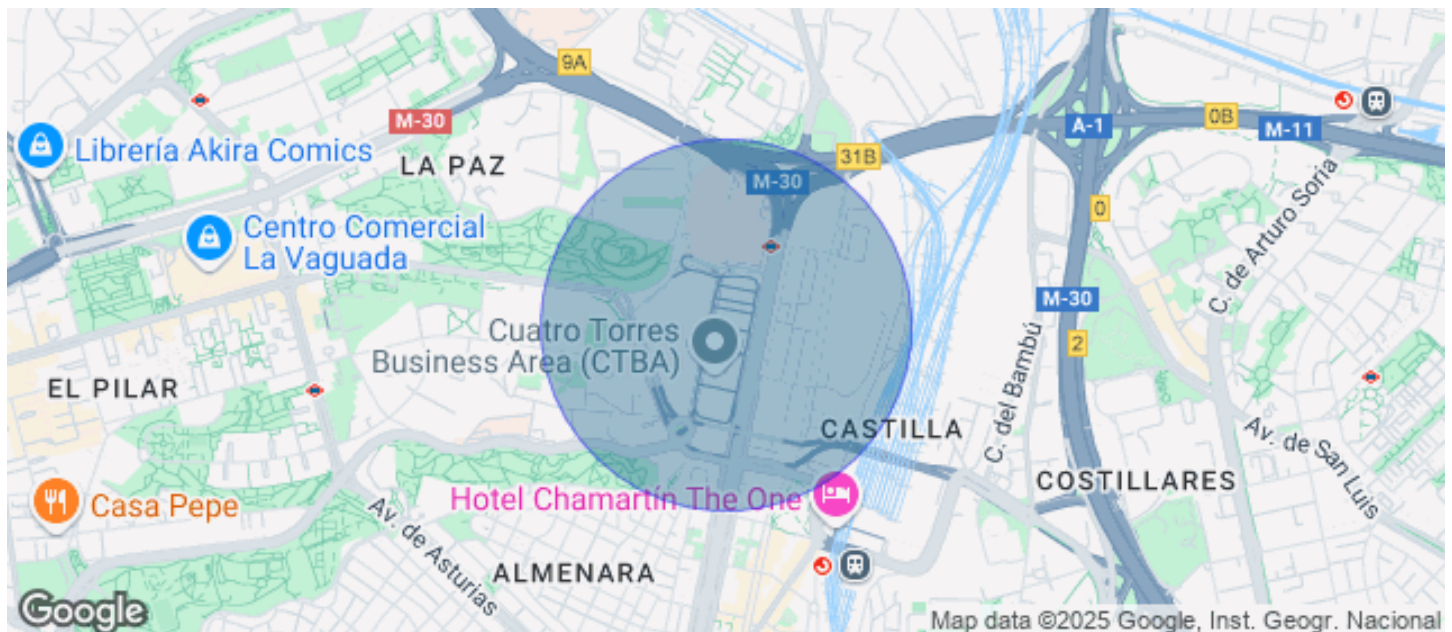 9A
M-30
Librería Akira Comics
LA PAZ
31B
A-1
0B
M-11
M-30
C. de Arturo Soria
0
Centro Comercial
La Vaguada
M-30
2
Cuatro Torres
Business Area (CTBA)
EL PILAR
C. del Bambú
CASTILLA
Av. de San Luis
COSTILLARES
Hotel Chamartín The One
Casa Pepe
Av. de Asturias
ALMENARA
Google
Map data ©2025 Google, Inst. Geogr. Nacional